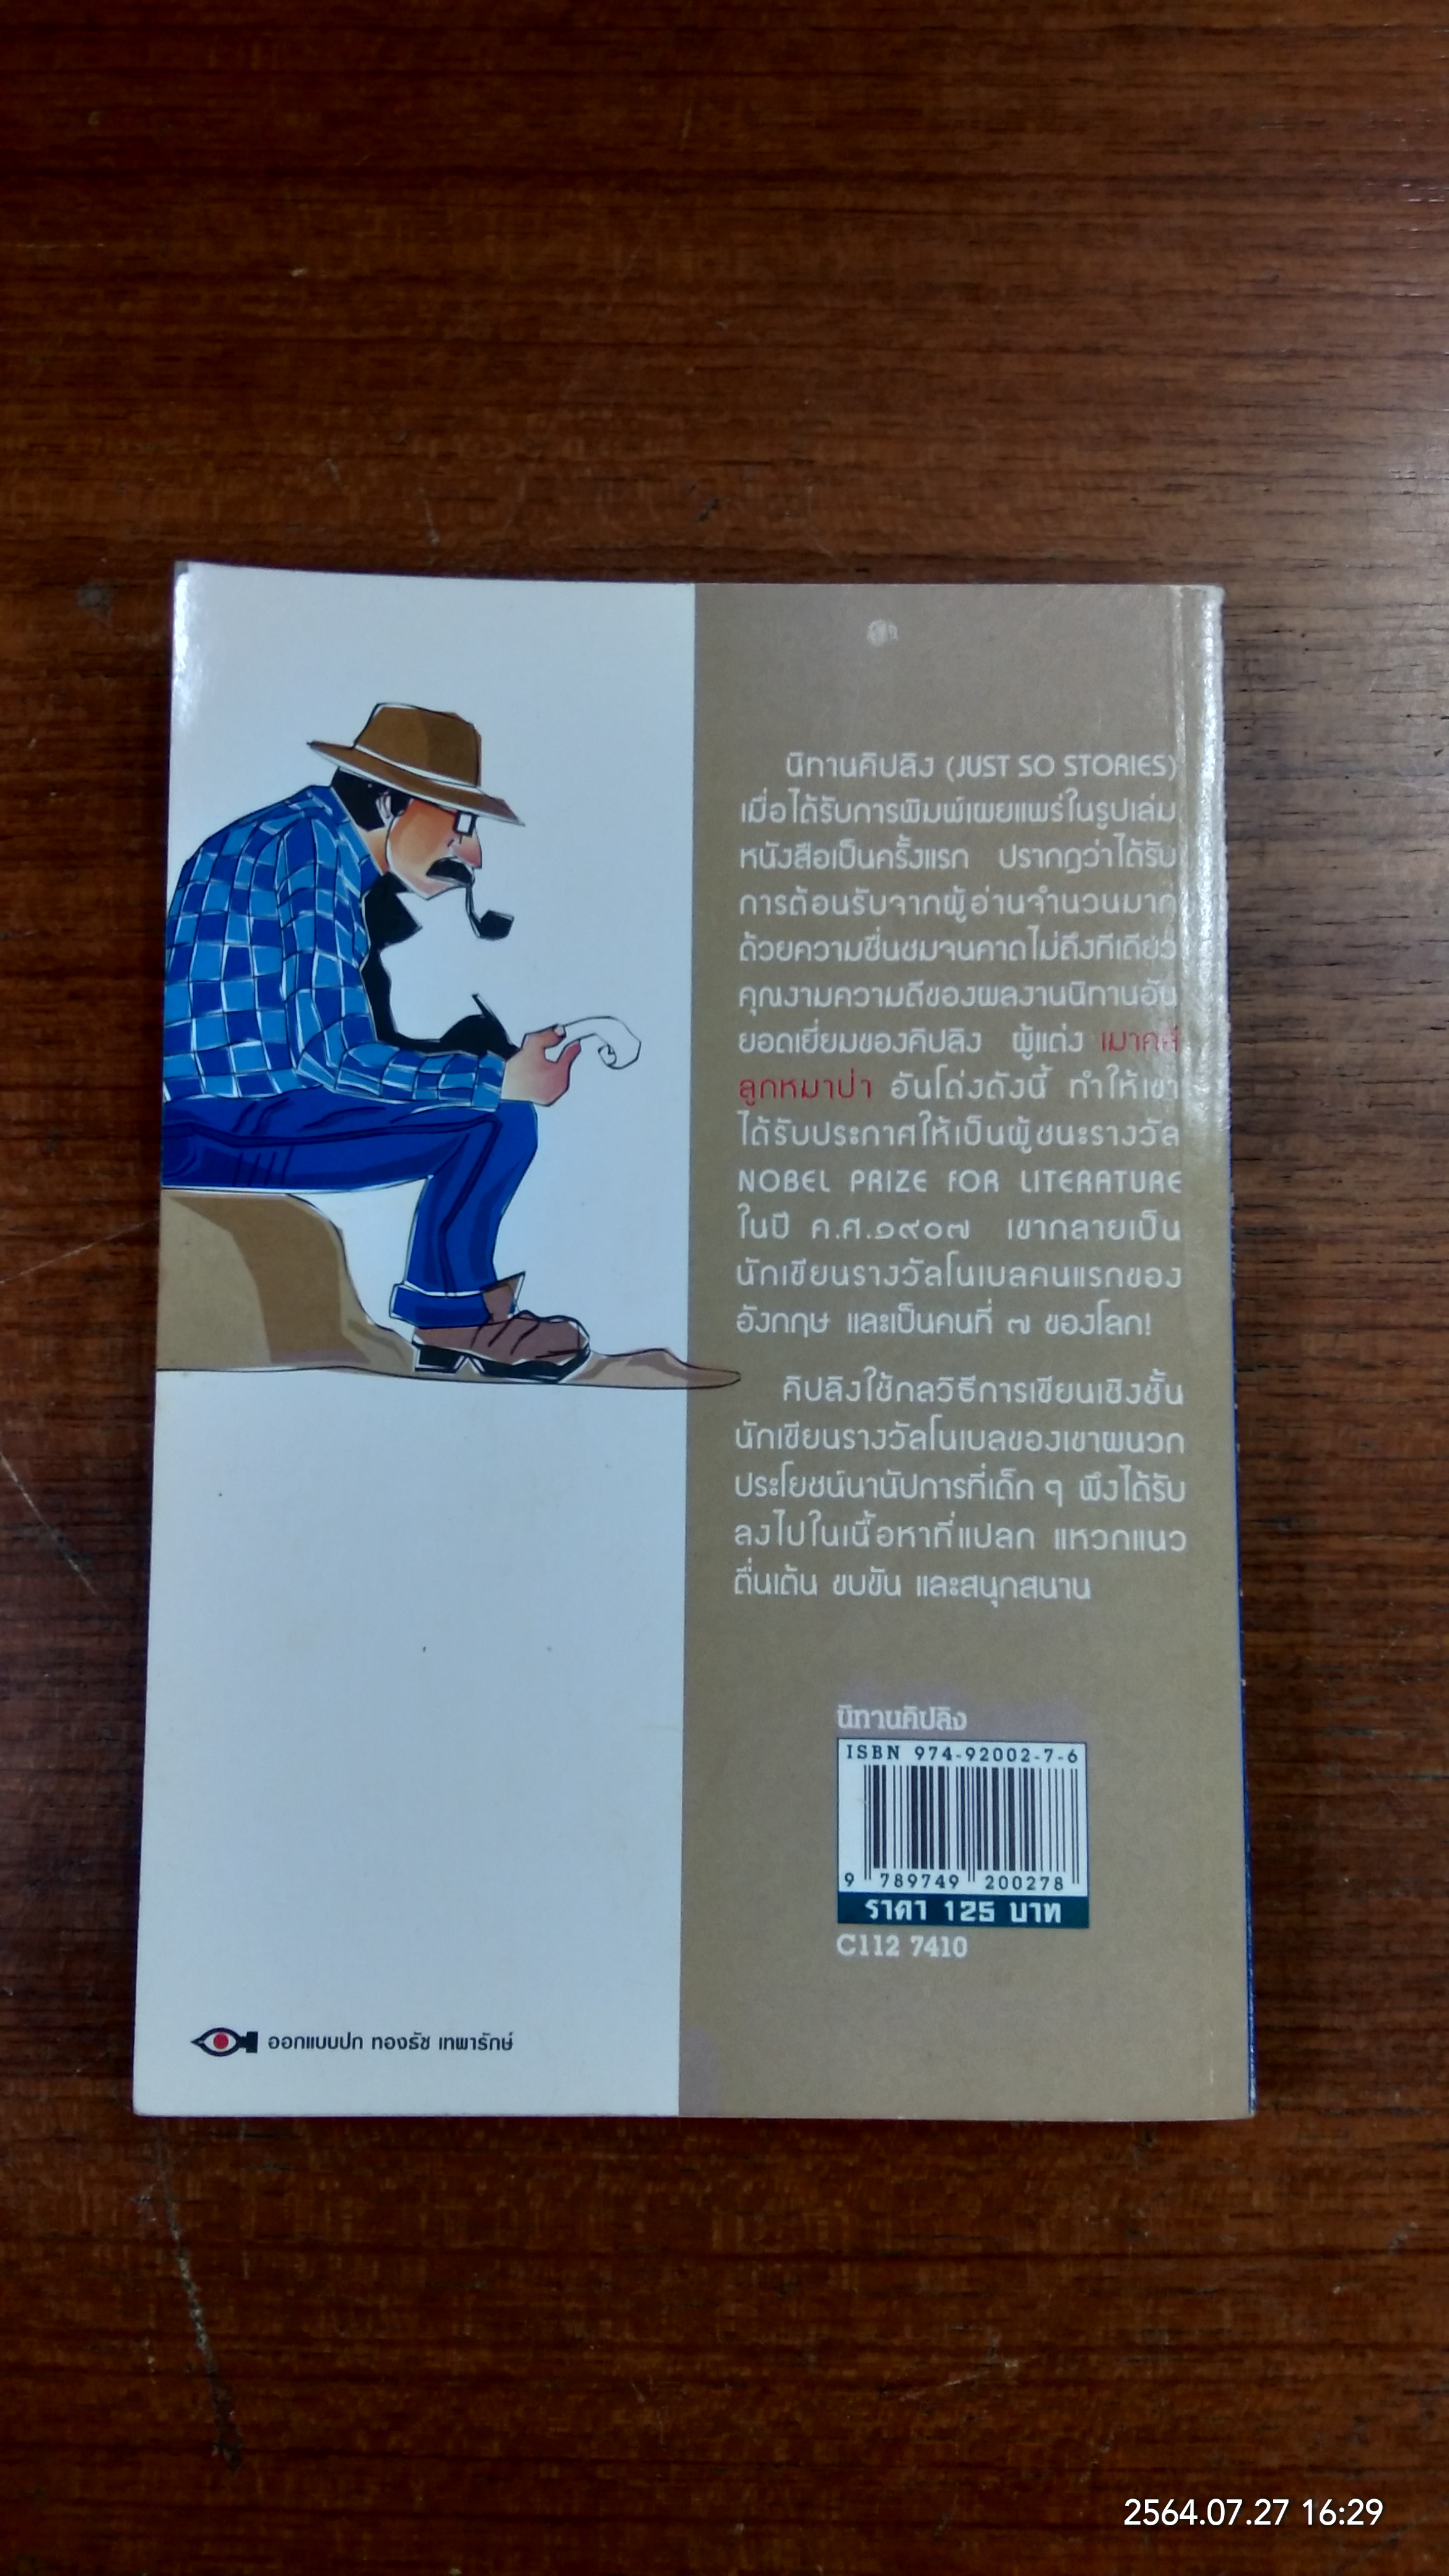 นิทานคิปลิง (JUST SO STORIES)
เมื่อได้รับการพิมพ์เผยแพร่ในรูปเล่ม
หนังสือเป็นครั้งแรก ปรากฏว่าได้รับ
การต้อนรับจากผู้อ่านจำนวนมาก
ด้วยความชื่นชมจนคาดไม่ถึงทีเดียว
คุณงามความดีของผลงานนิทานอัน
ยอดเยี่ยมของคิปลิง ผู้แต่ง เมาคลี
ลูกหมาป่า อันโด่งดังนี้ ทำให้เขา
ได้รับประกาศให้เป็นผู้ชนะรางวัล
NOBEL PRIZE FOR LITERATURE
ในปี ค.ศ.๑๙๐๗ เขากลายเป็น
นักเขียนรางวัลโนเบลคนแรกของ
อังกฤษ และเป็นคนที่ ๗ ของโลก!
คิปลิงใช้กลวิธีการเขียนเชิงชั้น
นักเขียนรางวัลโนเบลของเขาผนวก
ประโยชน์นานัปการที่เด็ก ๆ พึงได้รับ
ลงไปในเนื้อหาที่แปลก แหวกแนว
ตื่นเต้น ขบขัน และสนุกสนาน
นิทานคิปลิง
ISBN 974-92002-7-6
9 789749 200278
ราคา 125 บาท
C112 7410
ออกแบบปก ทองธัช เทพารักษ์
2564.07.27 16:29